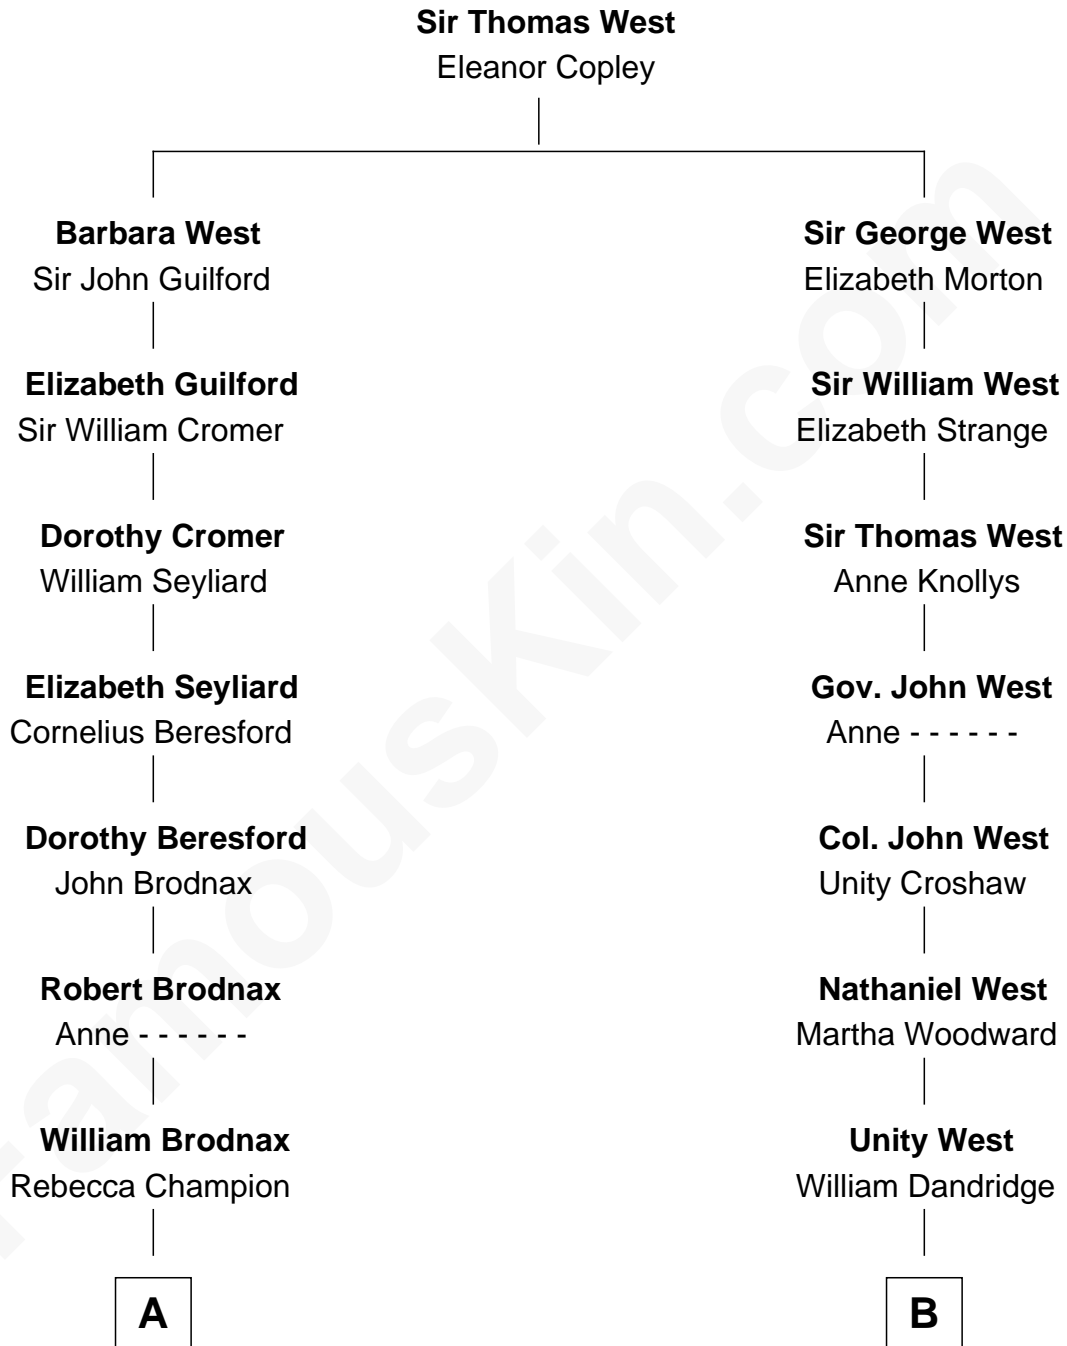 Sir Thomas West
Eleanor Copley
Barbara West
Sir John Guilford
Elizabeth Guilford
Sir William Cromer
Dorothy Cromer
William Seyliard
Elizabeth Seyliard
Cornelius Beresford
Dorothy Beresford
John Brodnax
Robert Brodnax
Anne - - - - - -
William Brodnax
Rebecca Champion
A
Sir George West
Elizabeth Morton
Sir William West
Elizabeth Strange
Sir Thomas West
Anne Knollys
Gov. John West
Anne - - - - - -
Col. John West
Unity Croshaw
Nathaniel West
Martha Woodward
Unity West
William Dandridge
B
FamousKin.com